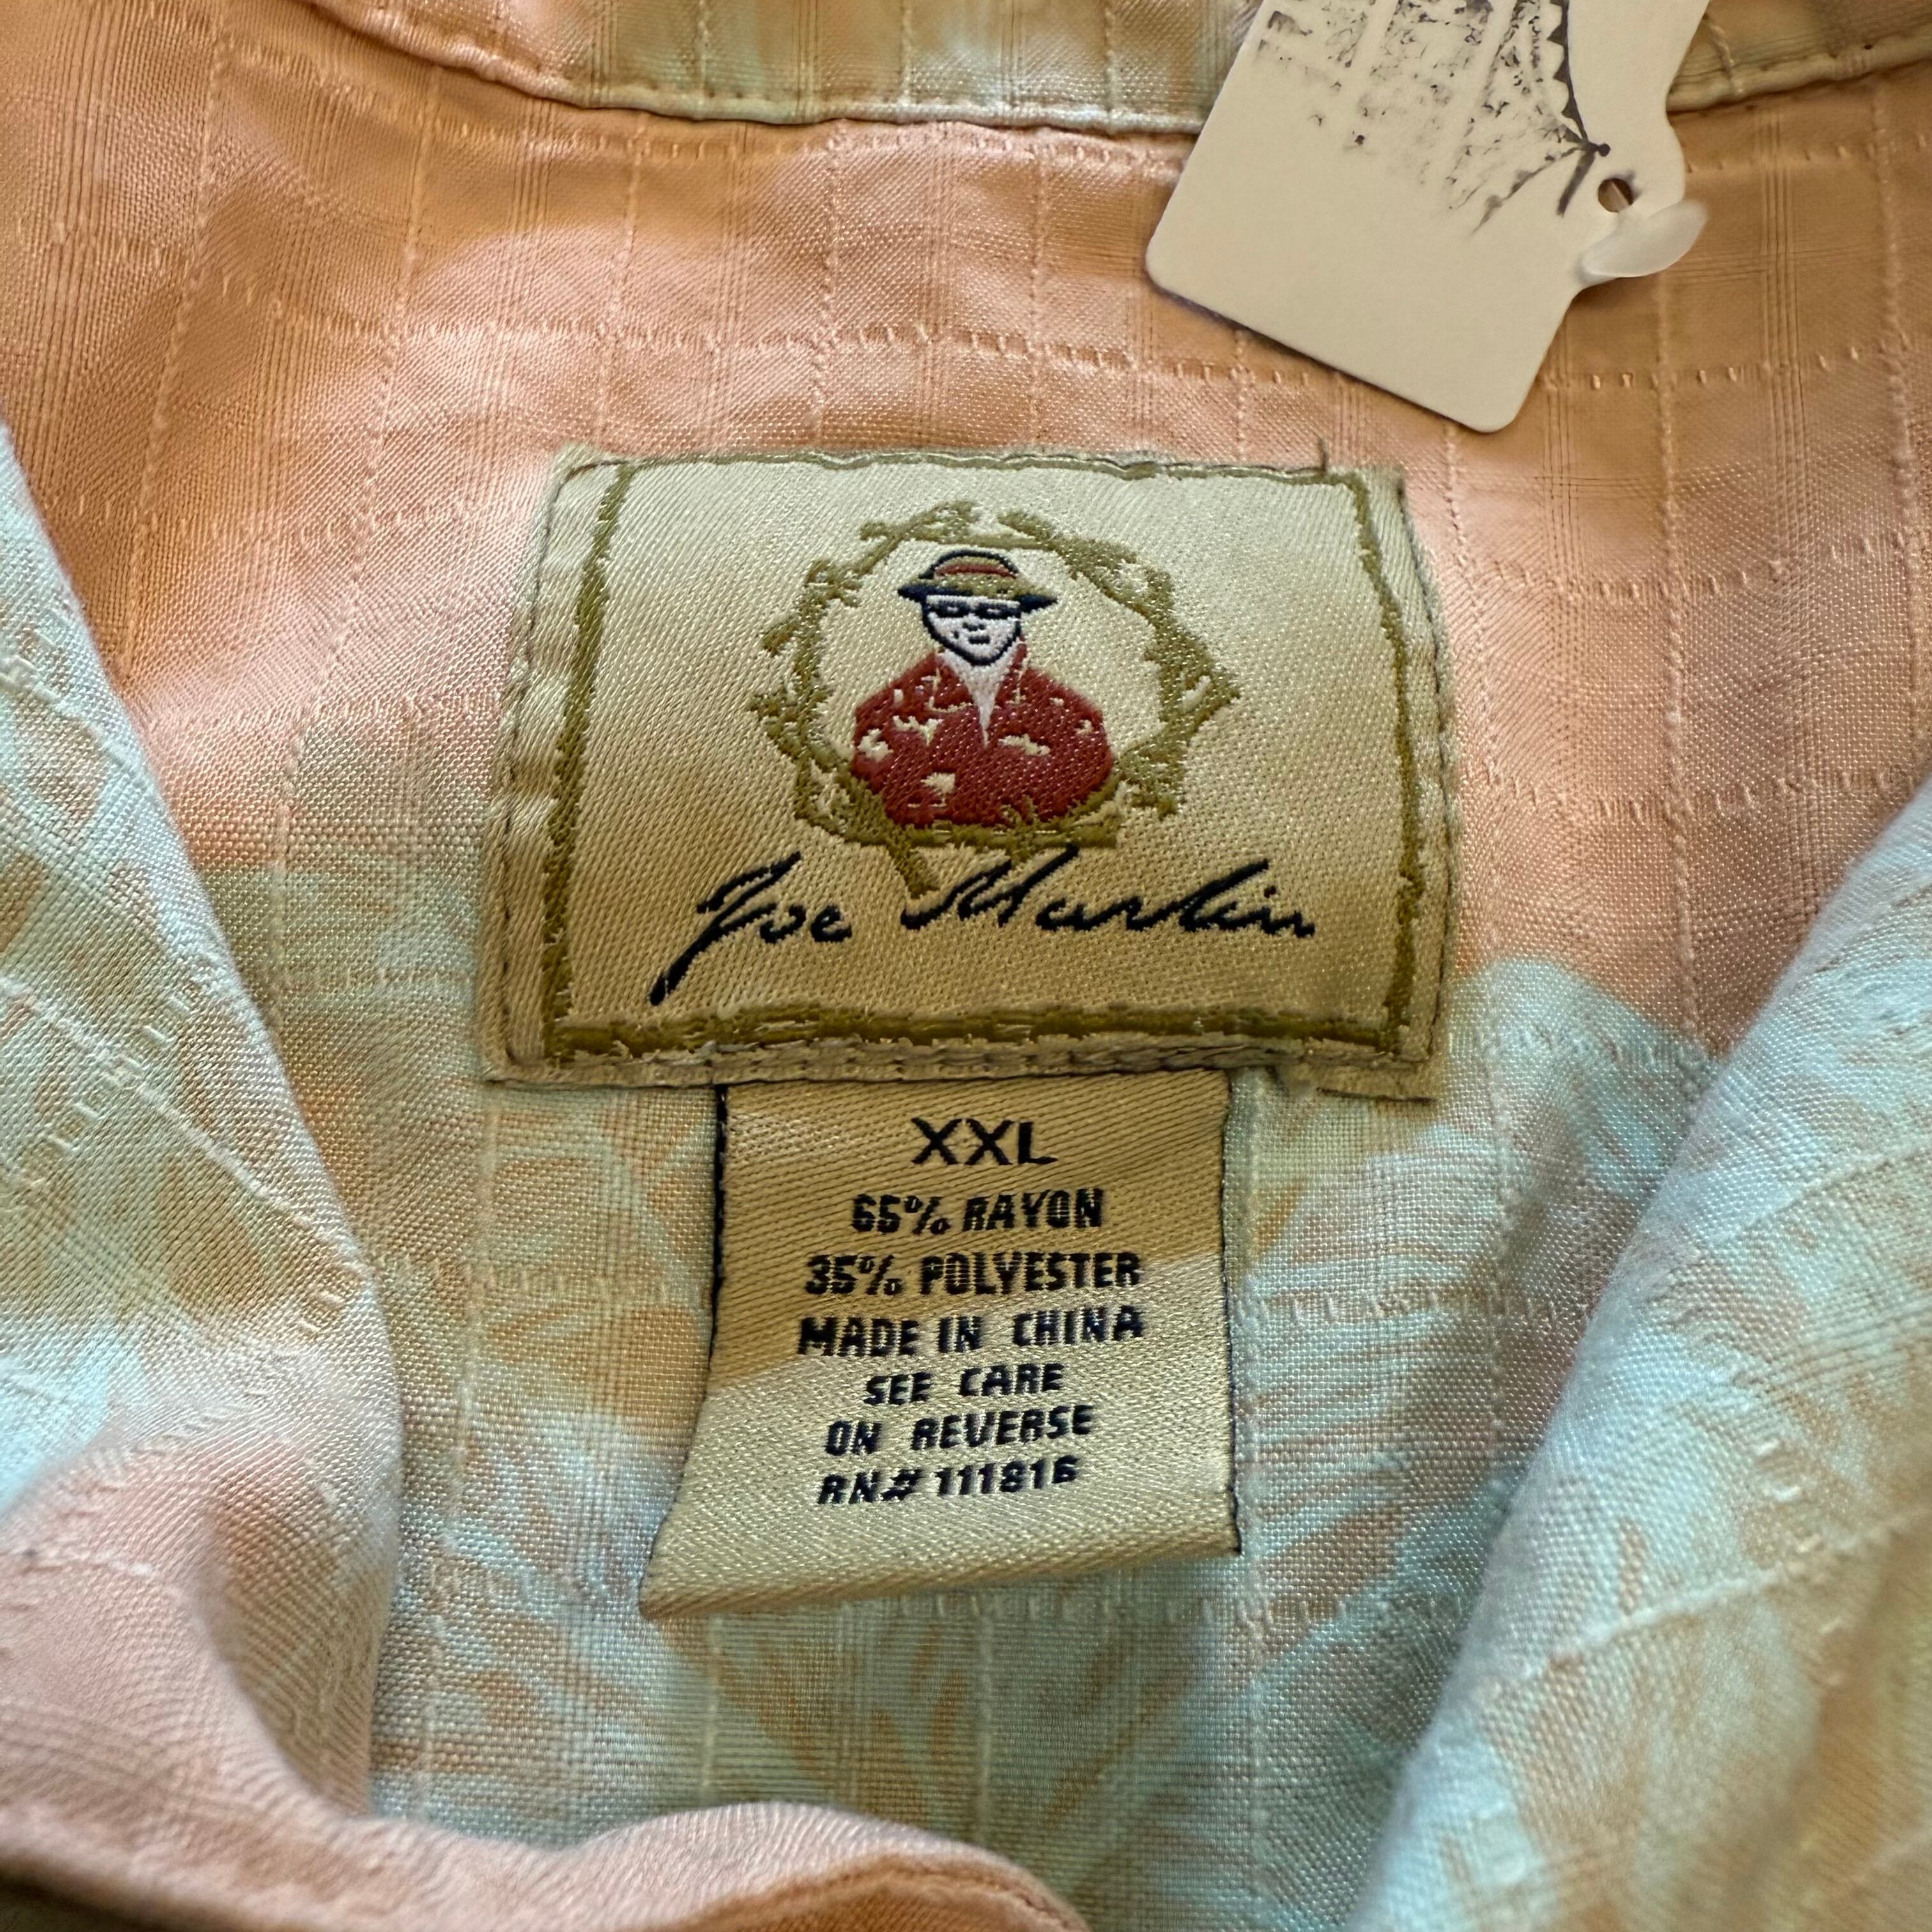 Joe Marlin
XXL
65% RAYON
35% POLYESTER
MADE IN CHINA
SEE CARE
ON REVERSE
RN# 111816